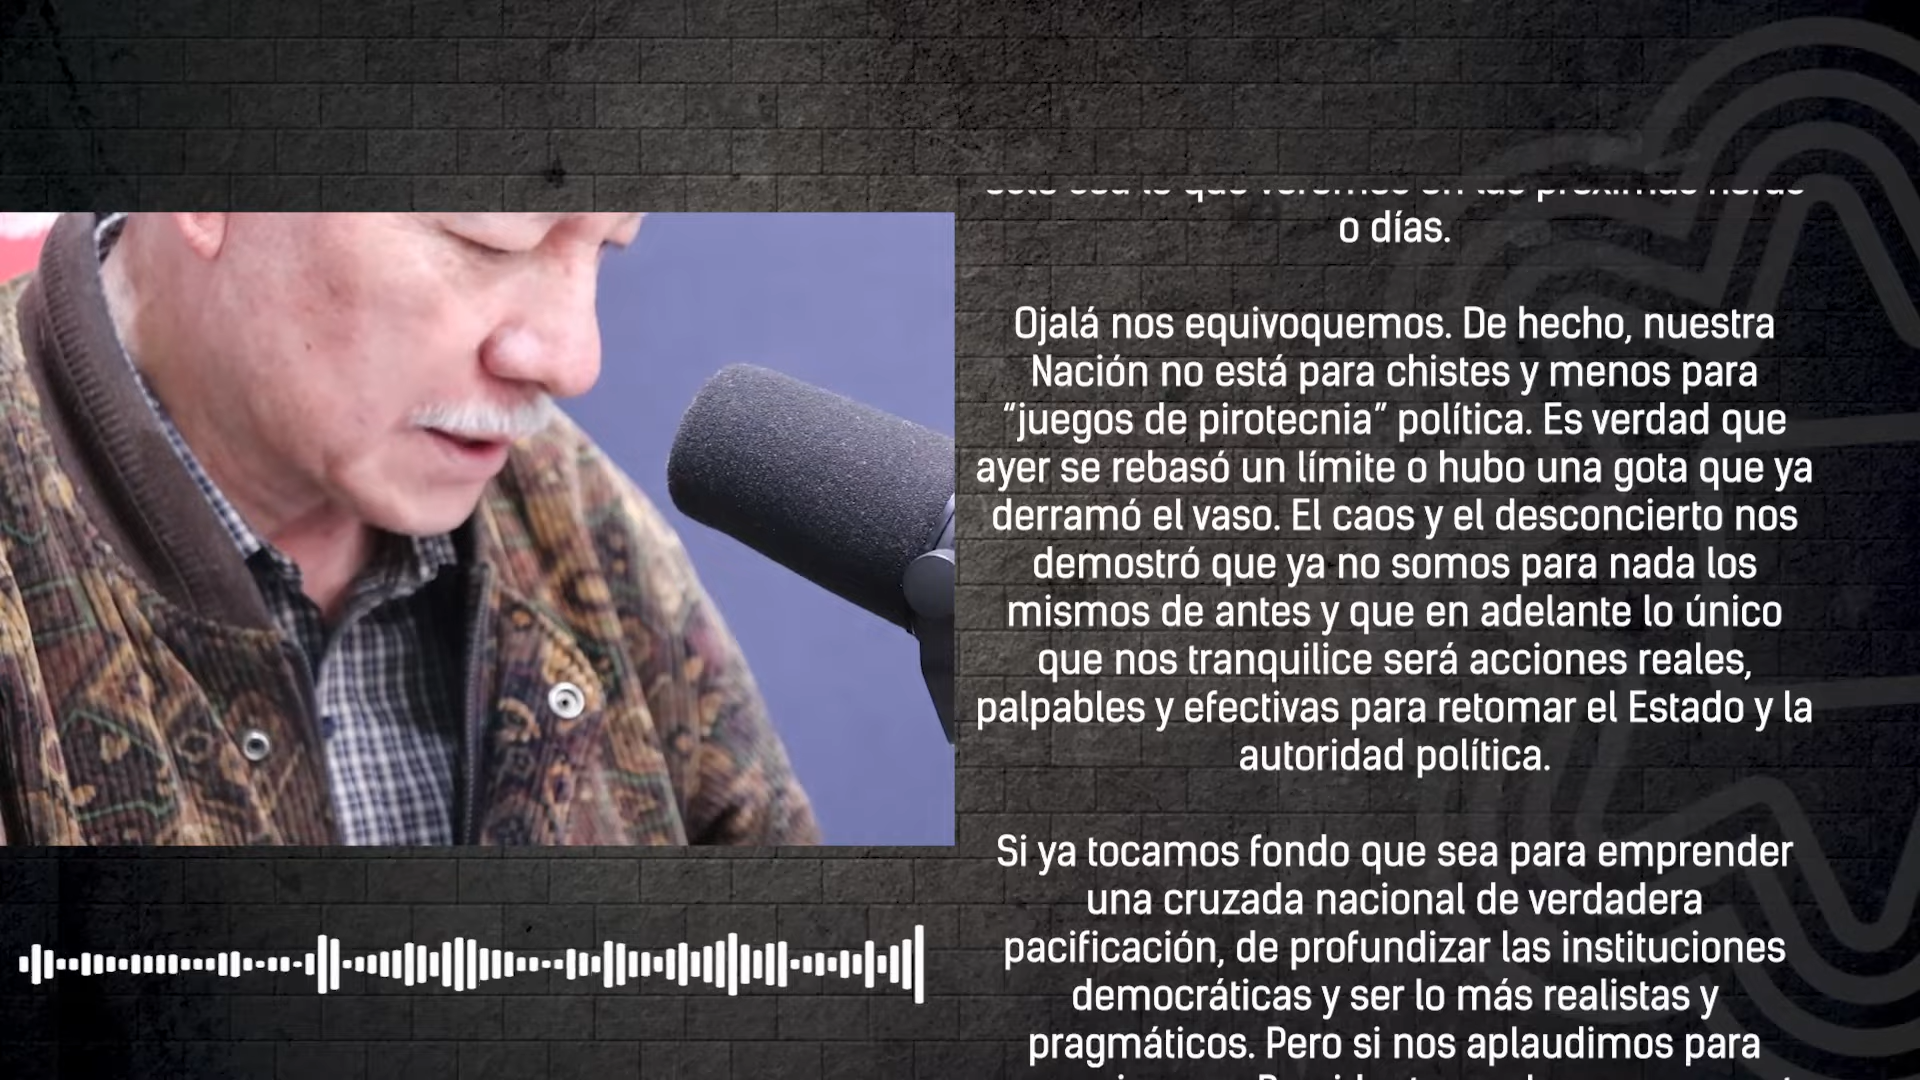 o días.
Ojalá nos equivoquemos. De hecho, nuestra
Nación no está para chistes y menos para
“juegos de pirotecnia” política. Es verdad que
ayer se rebasó un límite o hubo una gota que ya
derramó el vaso. El caos y el desconcierto nos
demostró que ya no somos para nada los
mismos de antes y que en adelante lo único
que nos tranquilice será acciones reales,
palpables y efectivas para retomar el Estado y la
autoridad política.
Si ya tocamos fondo que sea para emprender
una cruzada nacional de verdadera
pacificación, de profundizar las instituciones
democráticas y ser lo más realistas y
pragmáticos. Pero si nos aplaudimos para